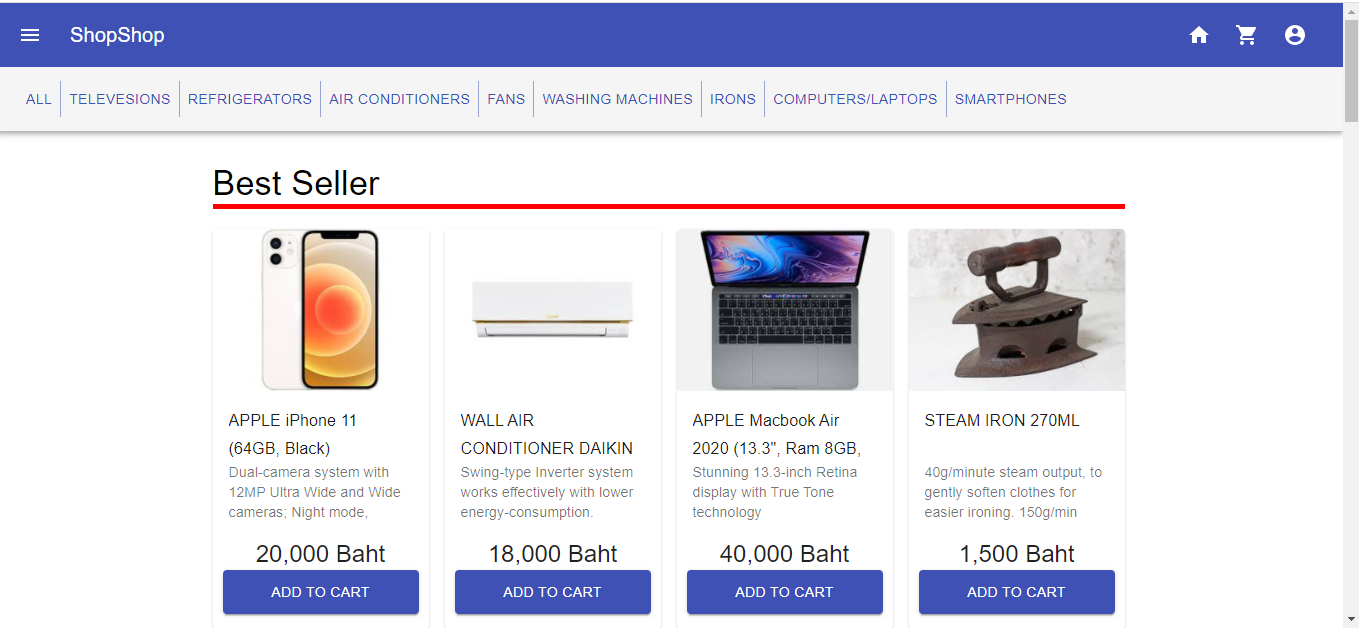 ShopShop
ALL TELEVESIONS REFRIGERATORS AIR CONDITIONERS FANS WASHING MACHINES IRONS COMPUTERS/LAPTOPS SMARTPHONES
Best Seller
APPLE iPhone 11
(64GB, Black)
Dual-camera system with
12MP Ultra Wide and Wide
cameras; Night mode,
20,000 Baht
ADD TO CART
WALL AIR
CONDITIONER DAIKIN
Swing-type Inverter system
works effectively with lower
energy-consumption.
18,000 Baht
ADD TO CART
APPLE Macbook Air
2020 (13.3", Ram 8GB,
Stunning 13.3-inch Retina
display with True Tone
technology
40,000 Baht
ADD TO CART
STEAM IRON 270ML
40g/minute steam output, to
gently soften clothes for
easier ironing. 150g/min
1,500 Baht
ADD TO CART